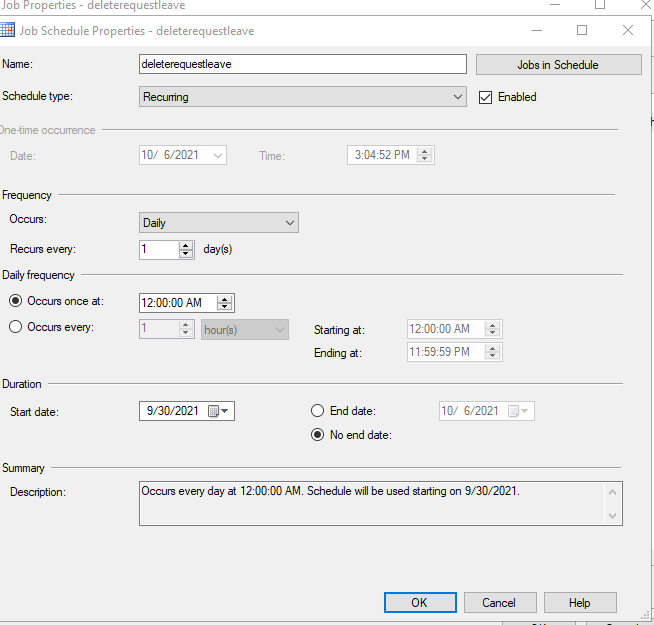 Job Properties - deleterequestleave
Job Schedule Properties - deleterequestleave
Name:
deleterequestleave
Jobs in Schedule
Schedule type:
Recurring
Enabled
One-time occurrence
Date:
10/ 6/2021
Time:
3:04:52 PM
Frequency
Occurs:
Daily
Recurs every:
1
day(s)
Daily frequency
Occurs once at:
12:00:00 AM
Occurs every:
1
hour(s)
Starting at:
12:00:00 AM
Ending at:
11:59:59 PM
Duration
Start date:
9/30/2021
End date:
10/ 6/2021
No end date:
Summary
Description:
Occurs every day at 12:00:00 AM. Schedule will be used starting on 9/30/2021.
OK
Cancel
Help